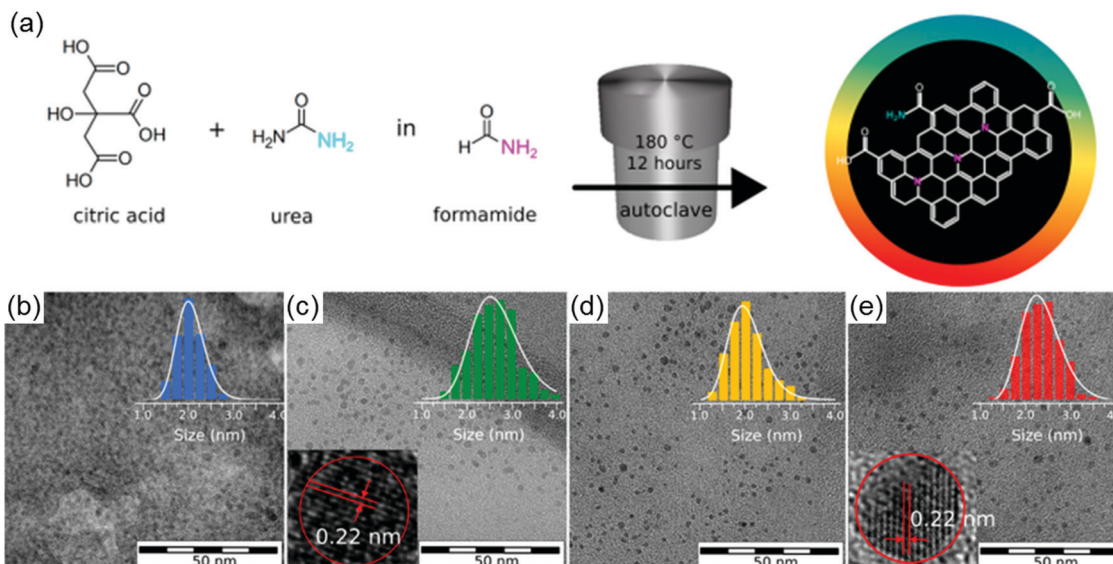 (a)
HO
O
O
HO
OH
O
HO
citric acid
+
O
H₂N
NH₂
urea
in
O
H
NH₂
formamide
180 °C
12 hours
autoclave
O
H₂N
O
OH
O
HO
N
N
N
(b)
1.0 2.0 3.0 4.0
Size (nm)
50 nm
(c)
1.0 2.0 3.0 4.0
Size (nm)
0.22 nm
50 nm
(d)
1.0 2.0 3.0 4.0
Size (nm)
50 nm
(e)
1.0 2.0 3.0 4.0
Size (nm)
0.22 nm
50 nm